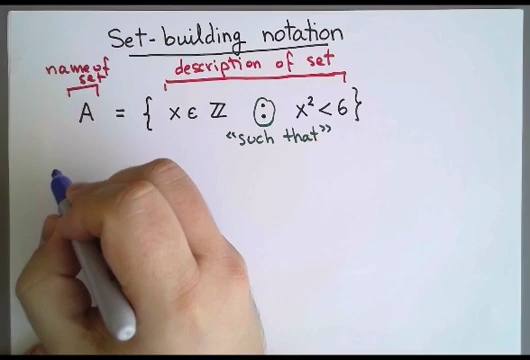 Set-building notation
name of set
description of set
A = { x ∈ ℤ : x² < 6}
"such that"